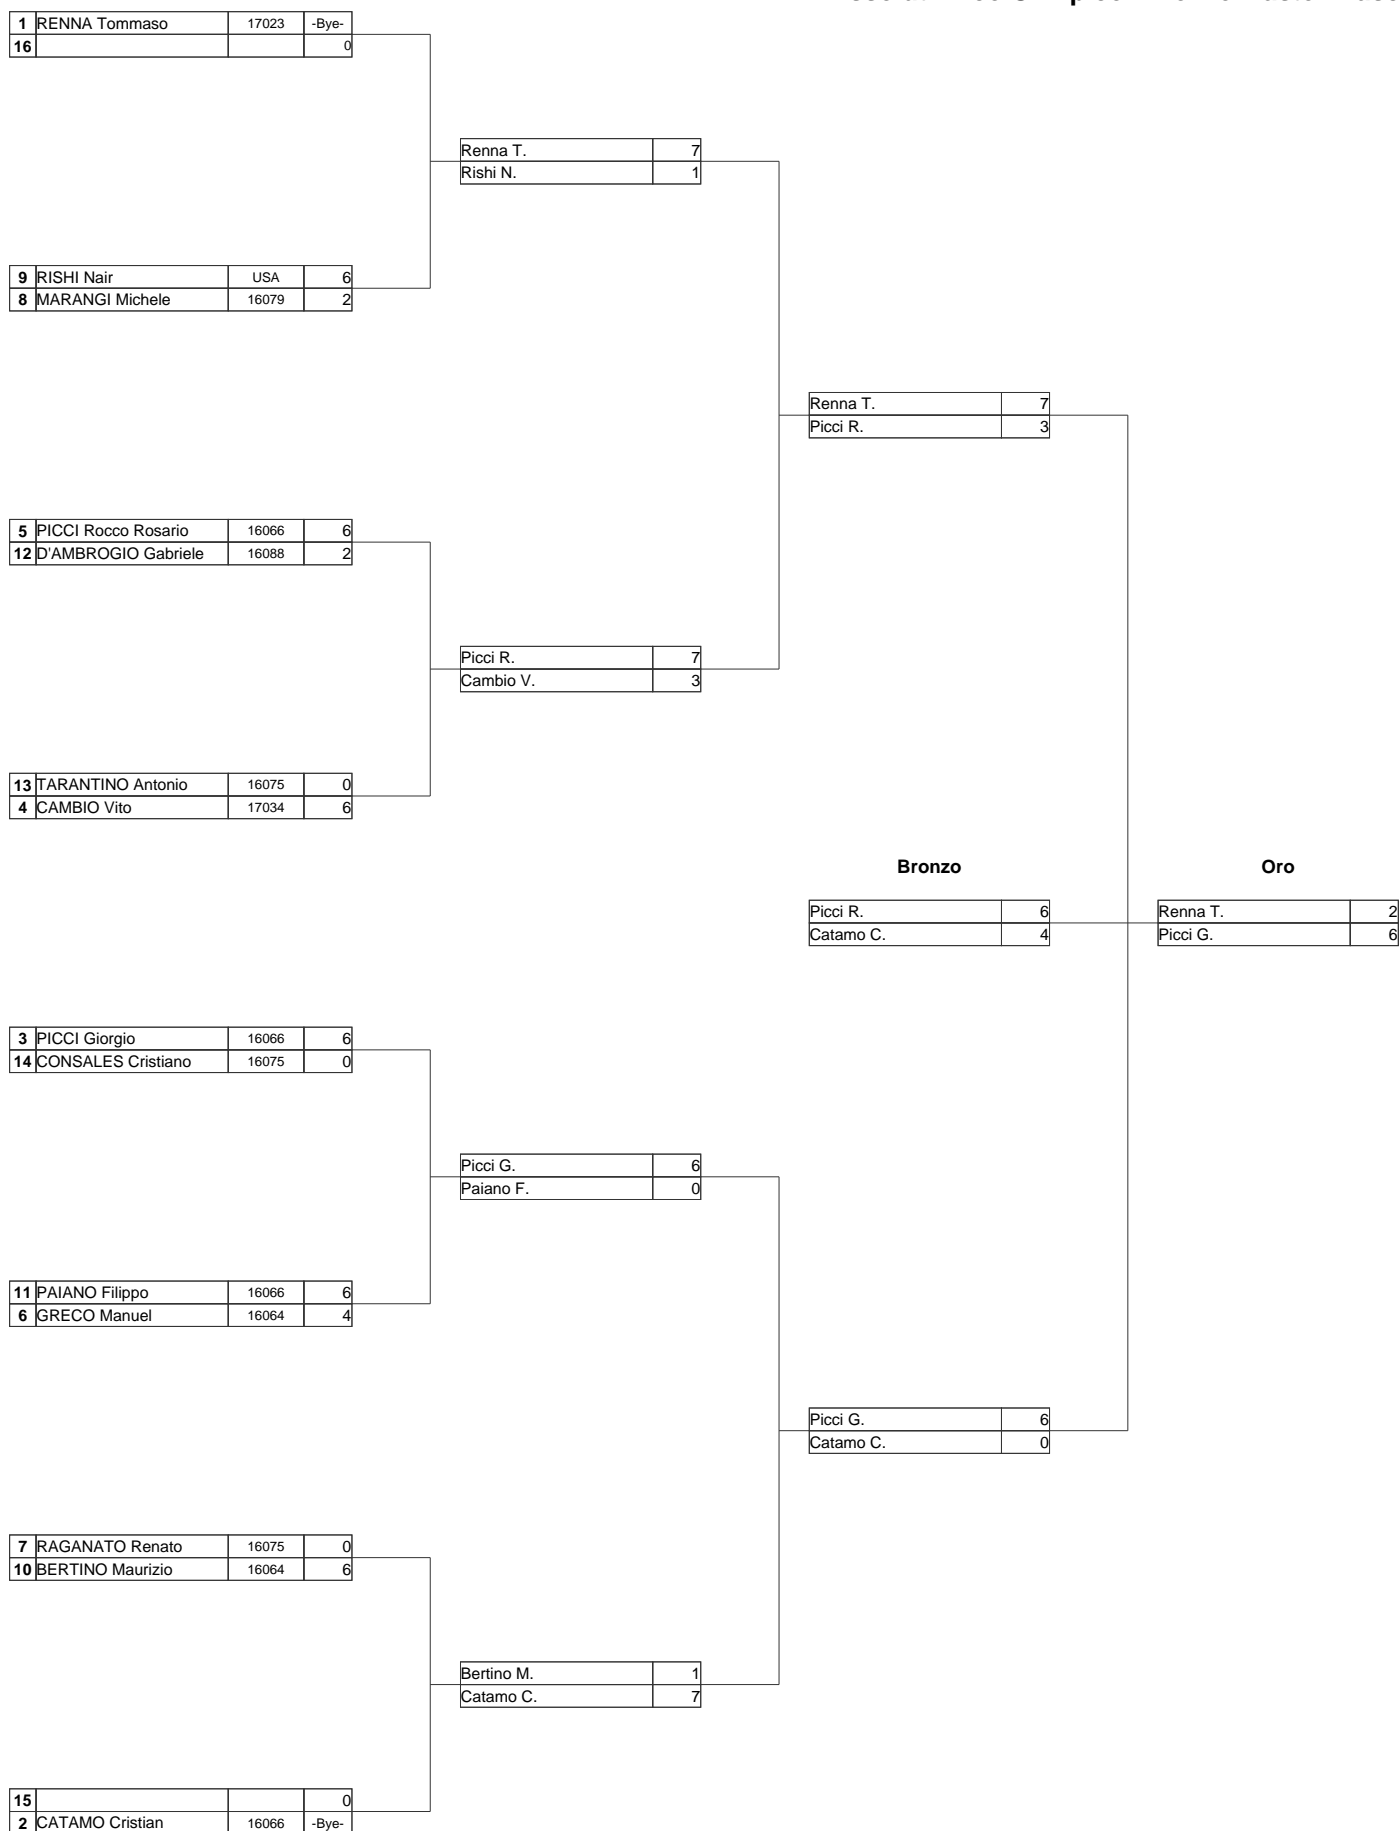 1 RENNA Tommaso 17023 -Bye-
16 0
Renna T. 7
Rishi N. 1
9 RISHI Nair USA 6
8 MARANGI Michele 16079 2
Renna T. 7
Picci R. 3
5 PICCI Rocco Rosario 16066 6
12 D'AMBROGIO Gabriele 16088 2
Picci R. 7
Cambio V. 3
13 TARANTINO Antonio 16075 0
4 CAMBIO Vito 17034 6
Bronzo Oro
Picci R. 6 Renna T. 2
Catamo C. 4 Picci G. 6
3 PICCI Giorgio 16066 6
14 CONSALES Cristiano 16075 0
Picci G. 6
Paiano F. 0
11 PAIANO Filippo 16066 6
6 GRECO Manuel 16064 4
Picci G. 6
Catamo C. 0
7 RAGANATO Renato 16075 0
10 BERTINO Maurizio 16064 6
Bertino M. 1
Catamo C. 7
15 0
2 CATAMO Cristian 16066 -Bye-